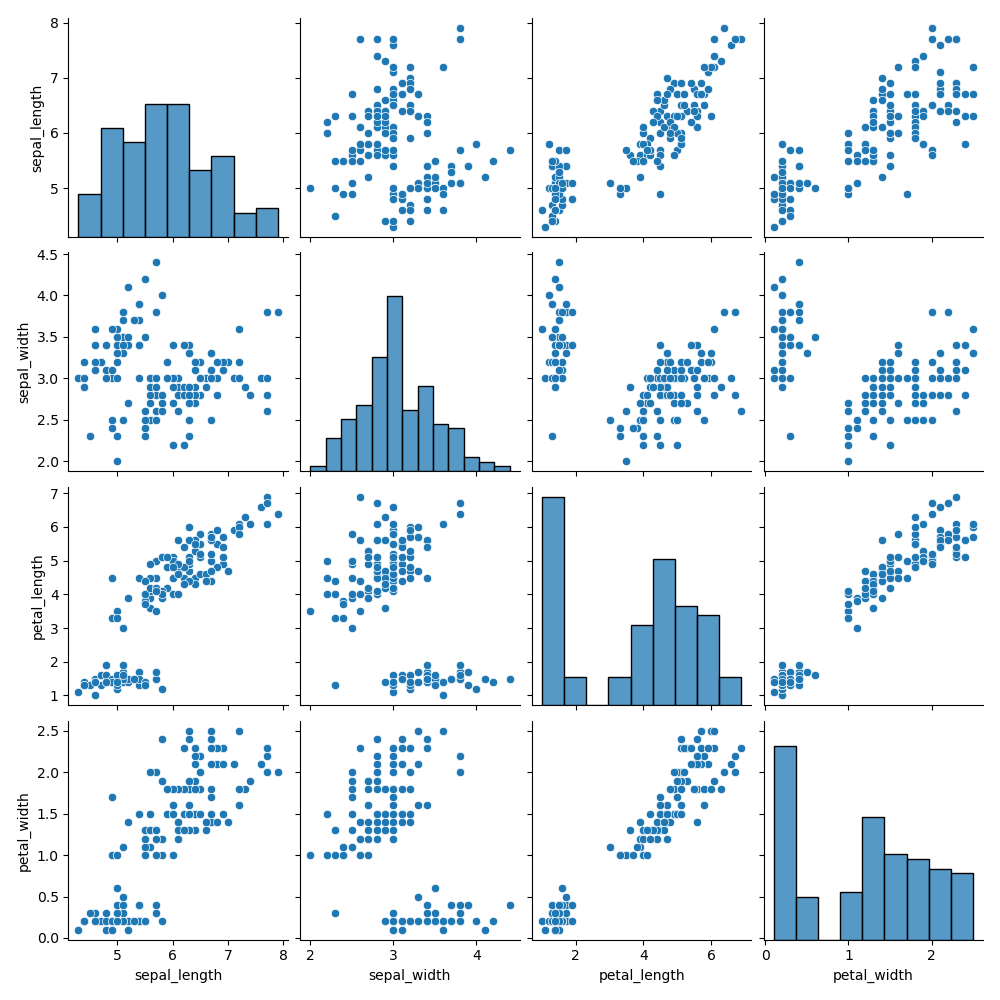 8
7
6
5
sepal_length
4.5
4.0
3.5
3.0
2.5
2.0
sepal_width
7
6
5
4
3
2
1
petal_length
2.5
2.0
1.5
1.0
0.5
0.0
petal_width
5 6 7 8
sepal_length
2 3 4
sepal_width
2 4 6
petal_length
0 1 2
petal_width